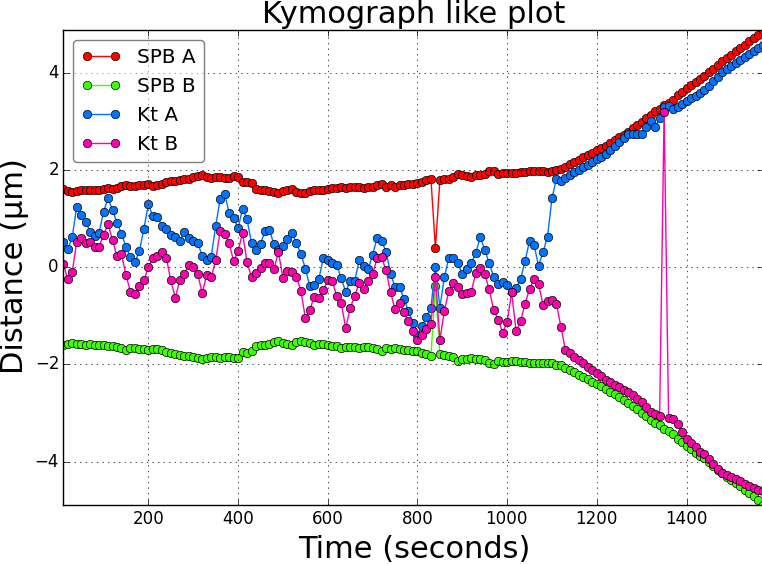 Kymograph like plot
SPB A
SPB B
Kt A
Kt B
Distance (µm)
4
2
0
−2
−4
200 400 600 800 1000 1200 1400
Time (seconds)